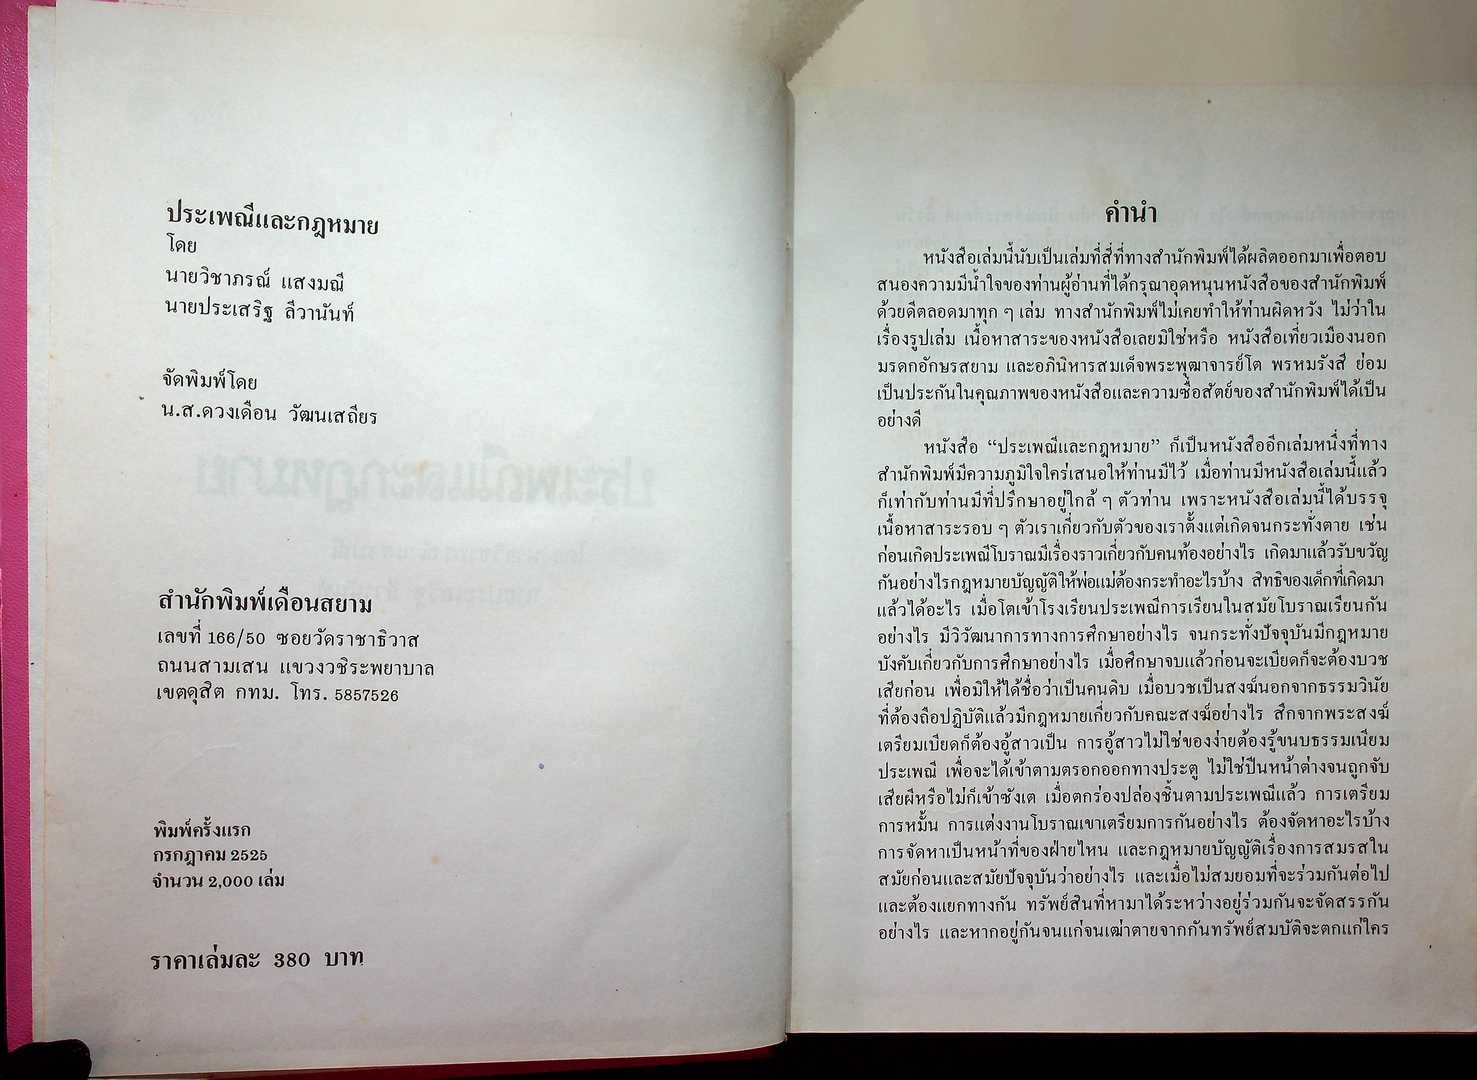 ประเพณีและกฎหมาย
โดย
นายวิชาภรณ์ แสงมณี
นายประเสริฐ ลีวานันท์
จัดพิมพ์โดย
น.ส.ดวงเดือน วัฒนเสถียร
สำนักพิมพ์เดือนสยาม
เลขที่ 166/50 ซอยวัดราชาธิวาส
ถนนสามเสน แขวงวชิระพยาบาล
เขตดุสิต กทม. โทร. 5857526
พิมพ์ครั้งแรก
กรกฎาคม 2525
จำนวน 2,000 เล่ม
ราคาเล่มละ 380 บาท
คำนำ
หนังสือเล่มนี้นับเป็นเล่มที่สี่ที่ทางสำนักพิมพ์ได้ผลิตออกมาเพื่อตอบ
สนองความมีน้ำใจของท่านผู้อ่านที่ได้กรุณาอุดหนุนหนังสือของสำนักพิมพ์
ด้วยดีตลอดมาทุก ๆ เล่ม ทางสำนักพิมพ์ไม่เคยทำให้ท่านผิดหวัง ไม่ว่าใน
เรื่องรูปเล่ม เนื้อหาสาระของหนังสือเลยมิใช่หรือ หนังสือเที่ยวเมืองนอก
มรดกอักษรสยาม และอภินิหารสมเด็จพระพุฒาจารย์โต พรหมรังสี ย่อม
เป็นประกันในคุณภาพของหนังสือและความซื่อสัตย์ของสำนักพิมพ์ได้เป็น
อย่างดี
หนังสือ “ประเพณีและกฎหมาย” ก็เป็นหนังสืออีกเล่มหนึ่งที่ทาง
สำนักพิมพ์มีความภูมิใจใคร่เสนอให้ท่านมีไว้ เมื่อท่านมีหนังสือเล่มนี้แล้ว
ก็เท่ากับท่านมีที่ปรึกษาอยู่ใกล้ ๆ ตัวท่าน เพราะหนังสือเล่มนี้ได้บรรจุ
เนื้อหาสาระรอบ ๆ ตัวเราเกี่ยวกับตัวของเราตั้งแต่เกิดจนกระทั่งตาย เช่น
ก่อนเกิดประเพณีโบราณมีเรื่องราวเกี่ยวกับคนท้องอย่างไร เกิดมาแล้วรับขวัญ
กันอย่างไรกฎหมายบัญญัติให้พ่อแม่ต้องกระทำอะไรบ้าง สิทธิของเด็กที่เกิดมา
แล้วได้อะไร เมื่อโตเข้าโรงเรียนประเพณีการเรียนในสมัยโบราณเรียนกัน
อย่างไร มีวิวัฒนาการทางการศึกษาอย่างไร จนกระทั่งปัจจุบันมีกฎหมาย
บังคับเกี่ยวกับการศึกษาอย่างไร เมื่อศึกษาจบแล้วก่อนจะเบียดก็จะต้องบวช
เสียก่อน เพื่อมิให้ได้ชื่อว่าเป็นคนดิบ เมื่อบวชเป็นสงฆ์นอกจากธรรมวินัย
ที่ต้องถือปฏิบัติแล้วมีกฎหมายเกี่ยวกับคณะสงฆ์อย่างไร สึกจากพระสงฆ์
เตรียมเบียดก็ต้องอู้สาวเป็น การอู้สาวไม่ใช่ของง่ายต้องรู้ขนบธรรมเนียม
ประเพณี เพื่อจะได้เข้าตามตรอกออกทางประตู ไม่ใช่ปีนหน้าต่างจนถูกจับ
เสียผีหรือไม่ก็เข้าซังเต เมื่อตกร่องปล่องชิ้นตามประเพณีแล้ว การเตรียม
การหมั้น การแต่งงานโบราณเขาเตรียมการกันอย่างไร ต้องจัดหาอะไรบ้าง
การจัดหาเป็นหน้าที่ของฝ่ายไหน และกฎหมายบัญญัติเรื่องการสมรสใน
สมัยก่อนและสมัยปัจจุบันว่าอย่างไร และเมื่อไม่สมยอมที่จะร่วมกันต่อไป
และต้องแยกทางกัน ทรัพย์สินที่หามาได้ระหว่างอยู่ร่วมกันจะจัดสรรกัน
อย่างไร และหากอยู่กันจนแก่จนเฒ่าตายจากกันทรัพย์สมบัติจะตกแก่ใคร